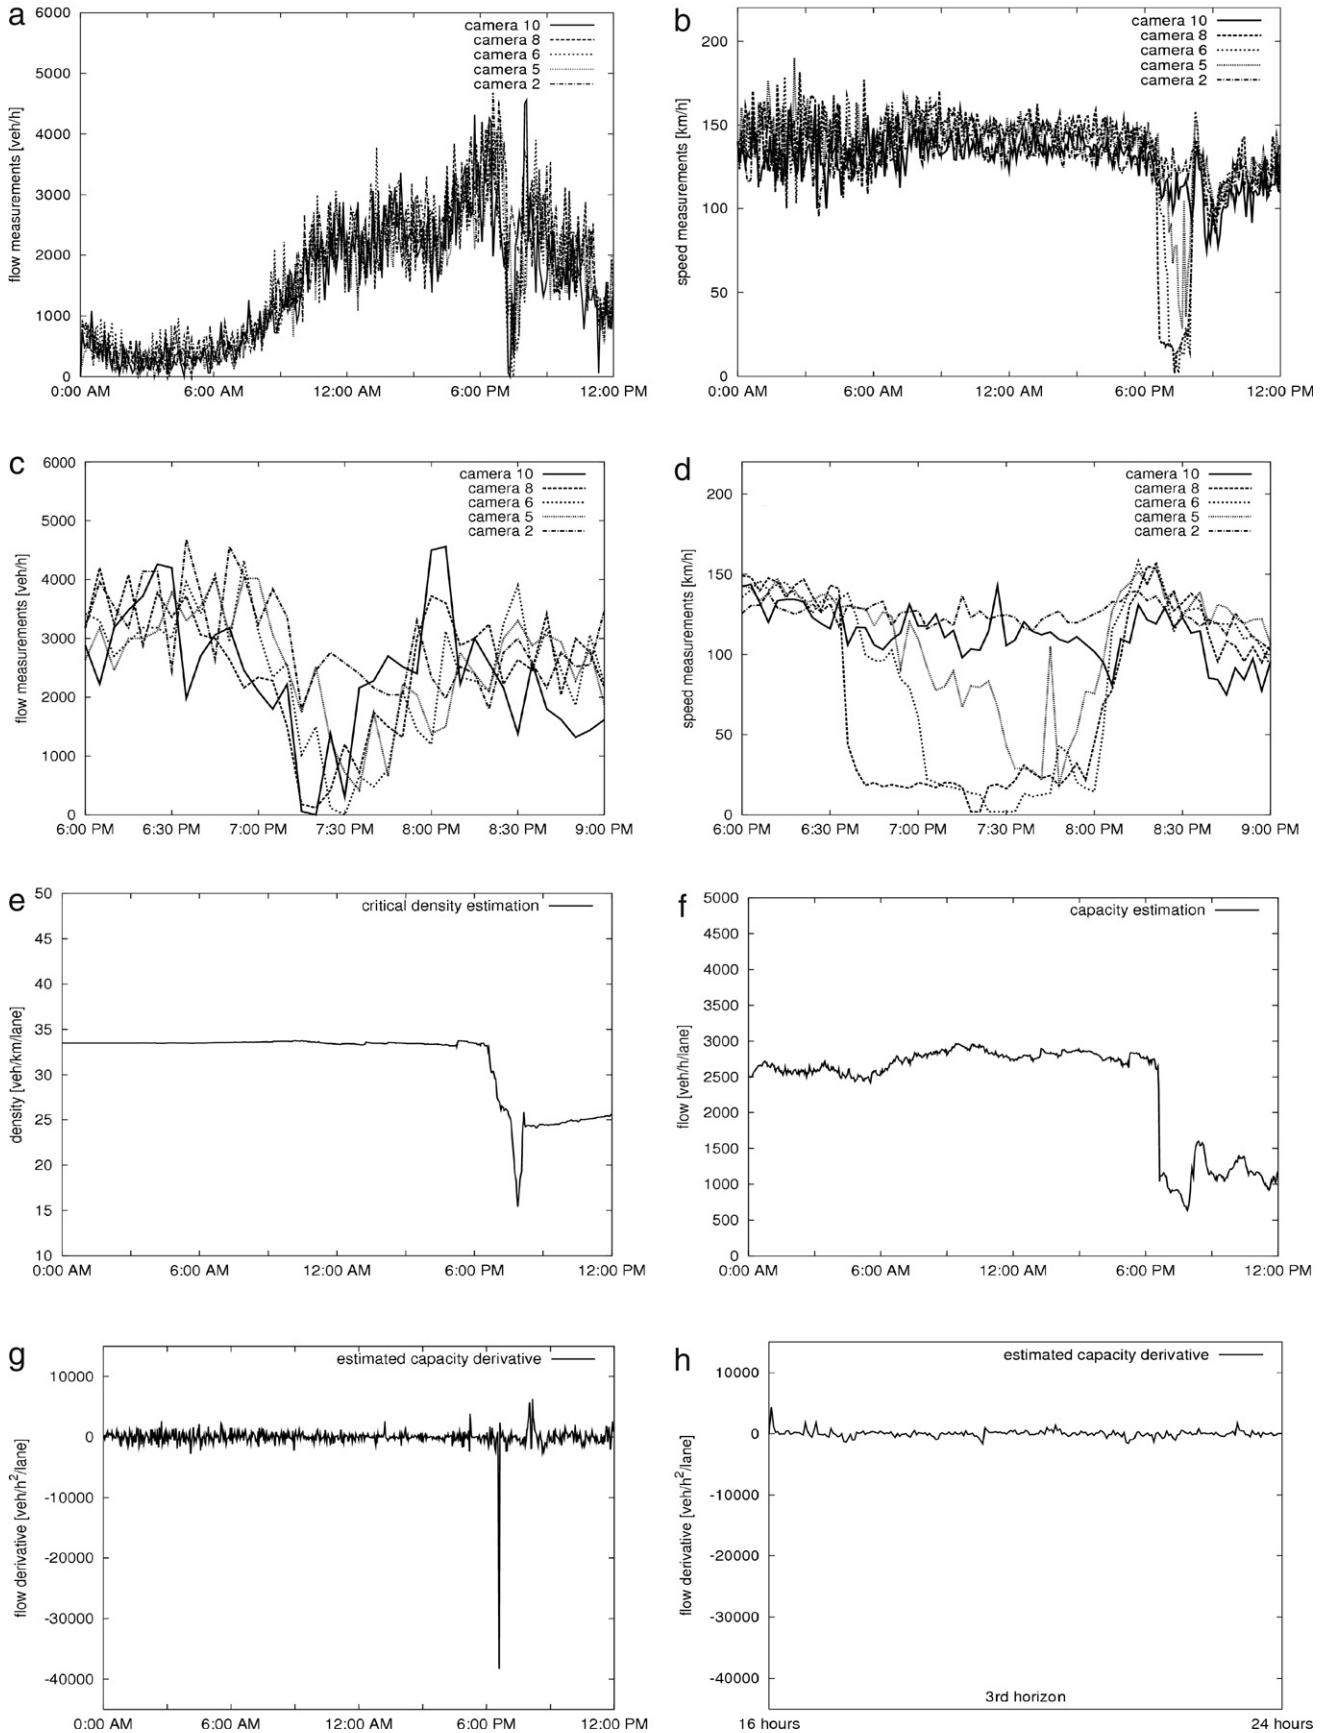 a
flow measurements [veh/h]
6000
5000
4000
3000
2000
1000
0
camera 10
camera 8
camera 6
camera 5
camera 2
0:00 AM 6:00 AM 12:00 AM 6:00 PM 12:00 PM
b
speed measurements [km/h]
200
150
100
50
0
camera 10
camera 8
camera 6
camera 5
camera 2
0:00 AM 6:00 AM 12:00 AM 6:00 PM 12:00 PM
c
flow measurements [veh/h]
6000
5000
4000
3000
2000
1000
0
camera 10
camera 8
camera 6
camera 5
camera 2
6:00 PM 6:30 PM 7:00 PM 7:30 PM 8:00 PM 8:30 PM 9:00 PM
d
speed measurements [km/h]
200
150
100
50
0
camera 10
camera 8
camera 6
camera 5
camera 2
6:00 PM 6:30 PM 7:00 PM 7:30 PM 8:00 PM 8:30 PM 9:00 PM
e
density [veh/km/lane]
50
45
40
35
30
25
20
15
10
critical density estimation
0:00 AM 6:00 AM 12:00 AM 6:00 PM 12:00 PM
f
flow [veh/h/lane]
5000
4500
4000
3500
3000
2500
2000
1500
1000
500
0
capacity estimation
0:00 AM 6:00 AM 12:00 AM 6:00 PM 12:00 PM
g
flow derivative [veh/h²/lane]
10000
0
-10000
-20000
-30000
-40000
estimated capacity derivative
0:00 AM 6:00 AM 12:00 AM 6:00 PM 12:00 PM
h
flow derivative [veh/h²/lane]
10000
0
-10000
-20000
-30000
-40000
estimated capacity derivative
3rd horizon
16 hours 24 hours